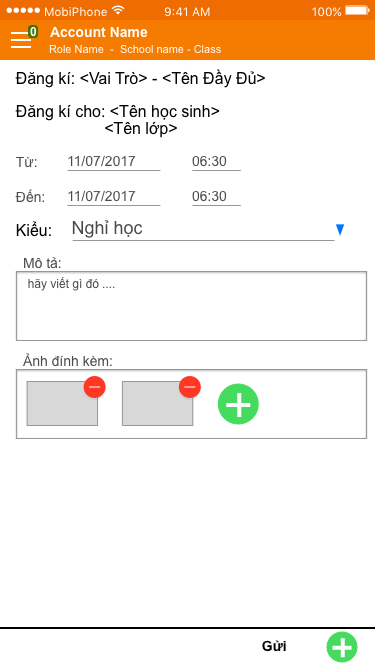 MobiPhone 9:41 AM 100%
0 Account Name
Role Name - School name - Class
Đăng kí: <Vai Trò> - <Tên Đầy Đủ>
Đăng kí cho: <Tên học sinh>
<Tên lớp>
Từ: 11/07/2017 06:30
Đến: 11/07/2017 06:30
Kiểu: Nghỉ học
Mô tả:
hãy viết gì đó ....
Ảnh đính kèm:
Gửi